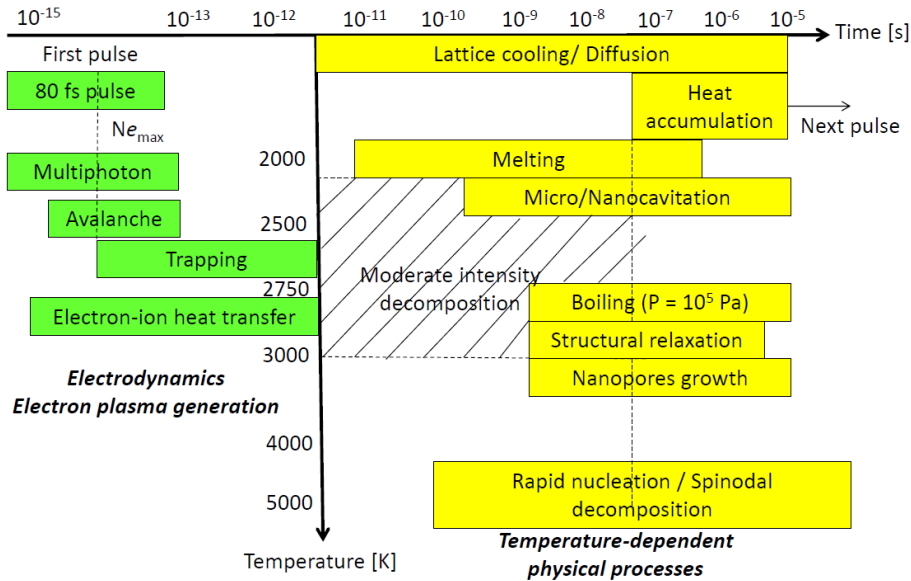 10-15
10-13
10-12
10-11
10-10
10-9
10-8
10-7
10-6
10-5
Time [s]
First pulse
Lattice cooling/ Diffusion
80 fs pulse
Heat
accumulation
Next pulse
Nemax
2000
Melting
Multiphoton
Micro/Nanocavitation
Avalanche
2500
Trapping
Moderate intensity
decomposition
2750
Boiling (P = 10⁵ Pa)
Electron-ion heat transfer
Structural relaxation
3000
Nanopores growth
Electrodynamics
Electron plasma generation
4000
Rapid nucleation / Spinodal
decomposition
5000
Temperature [K]
Temperature-dependent
physical processes